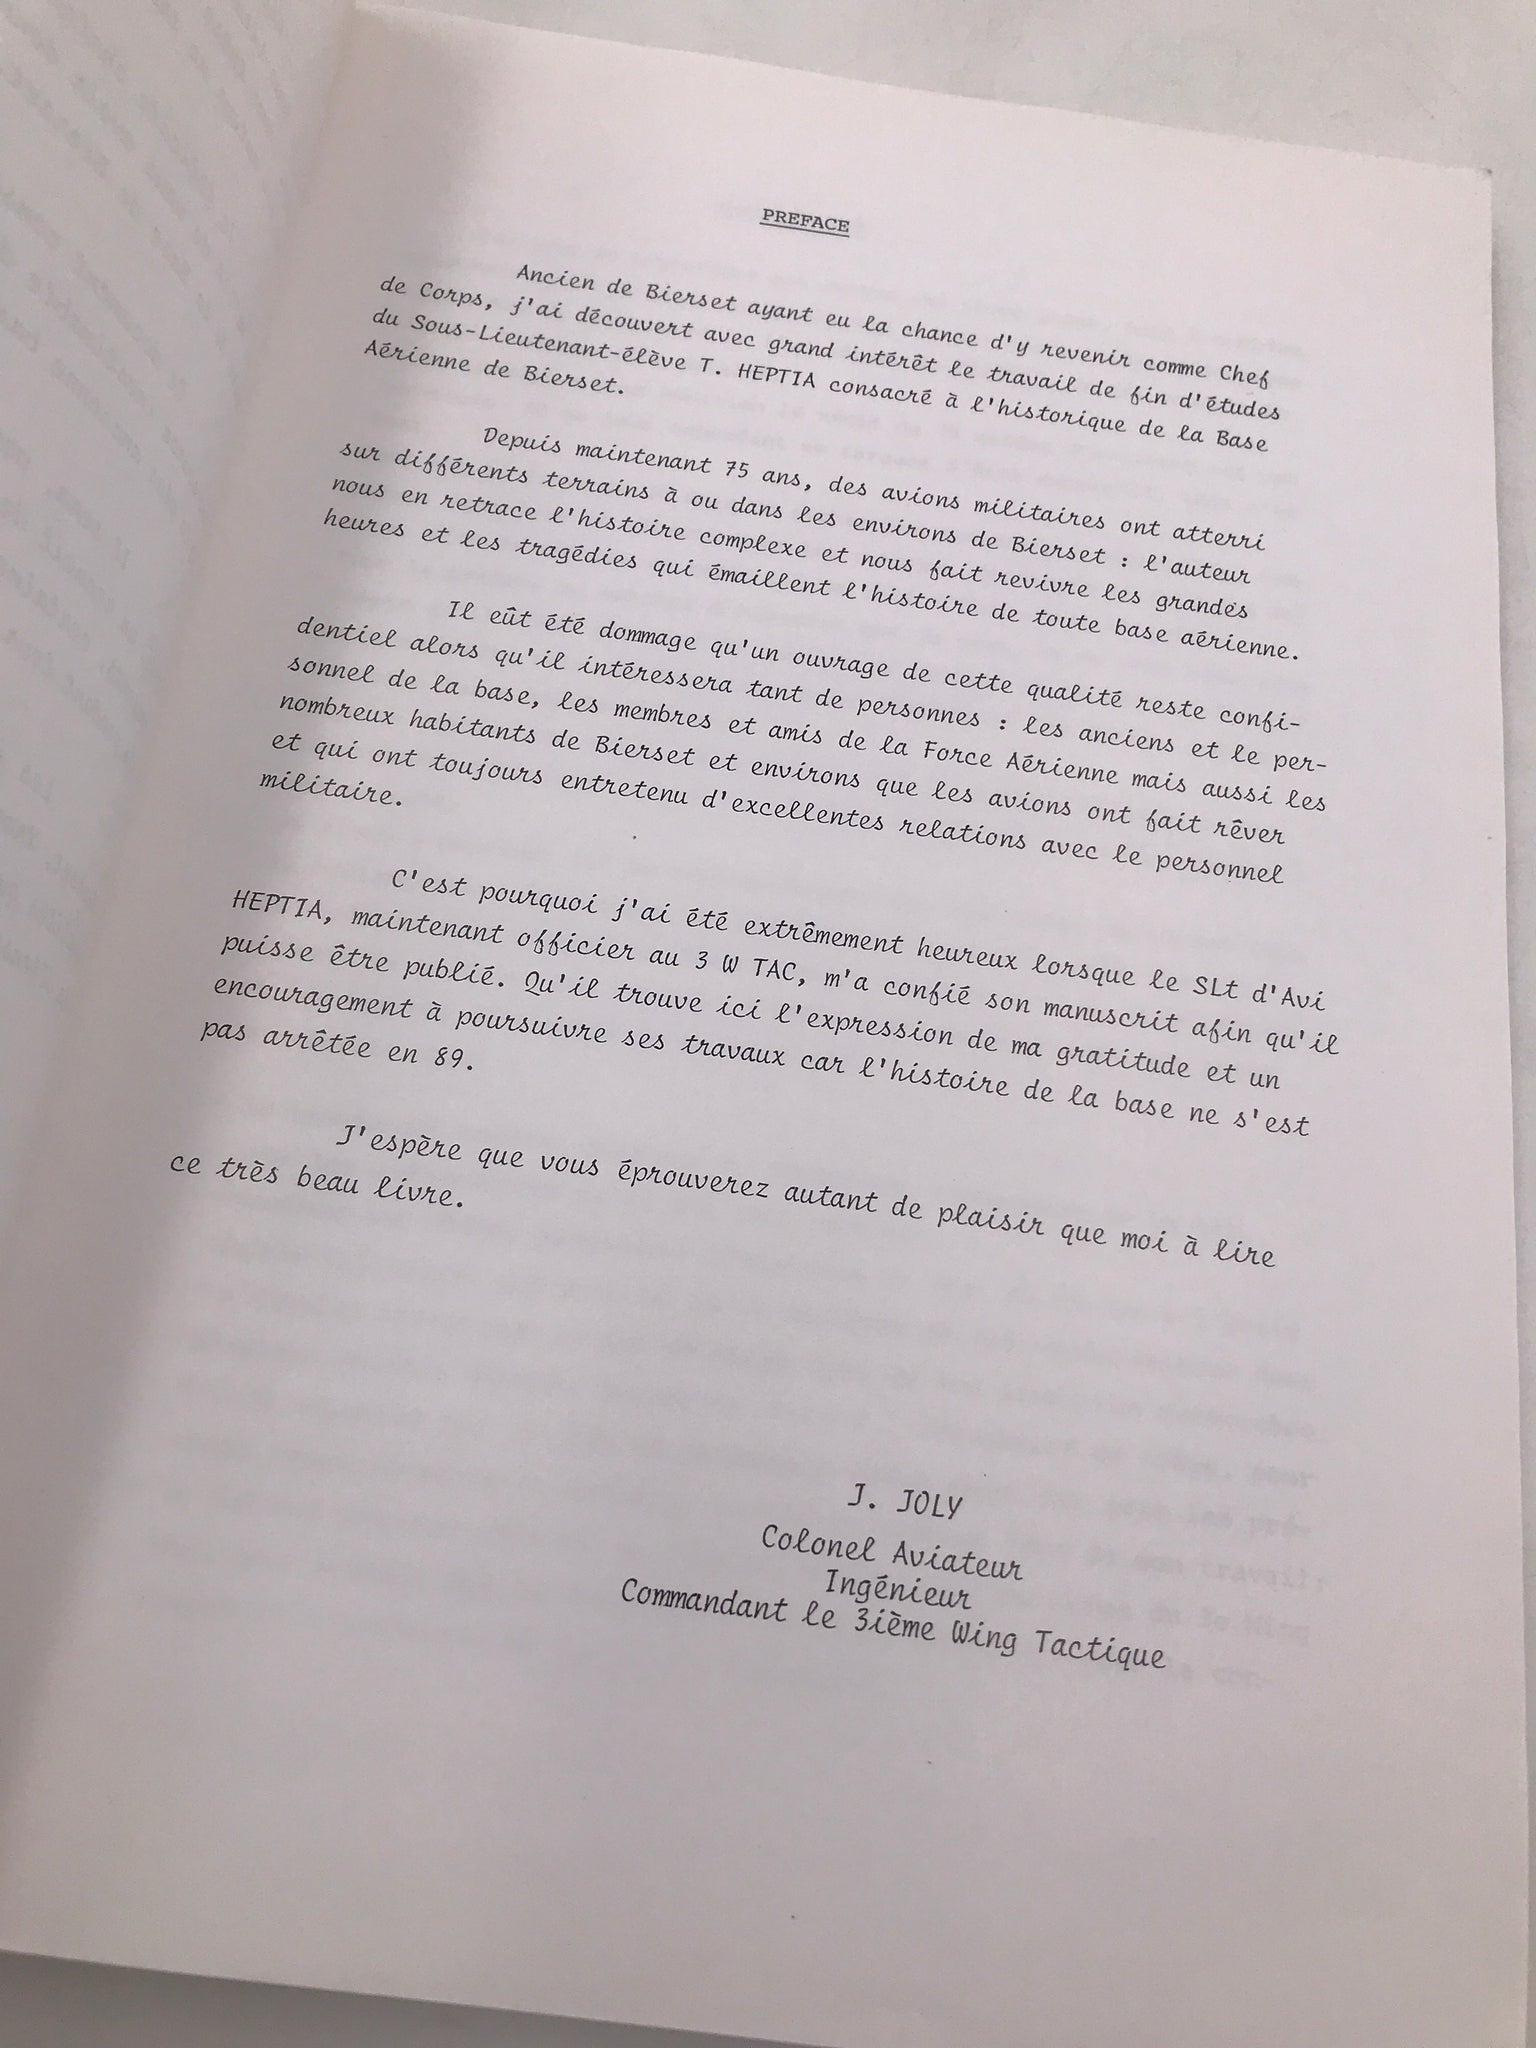 PREFACE
Ancien de Bierset ayant eu la chance d'y revenir comme Chef
de Corps, j'ai découvert avec grand intérêt le travail de fin d'études
du Sous-Lieutenant-élève T. HEPTIA consacré à l'historique de la Base
Aérienne de Bierset.
Depuis maintenant 75 ans, des avions militaires ont atterri
sur différents terrains à ou dans les environs de Bierset : l'auteur
nous en retrace l'histoire complexe et nous fait revivre les grandes
heures et les tragédies qui émaillent l'histoire de toute base aérienne.
Il eût été dommage qu'un ouvrage de cette qualité reste confi-
dentiel alors qu'il intéressera tant de personnes : les anciens et le per-
sonnel de la base, les membres et amis de la Force Aérienne mais aussi les
nombreux habitants de Bierset et environs que les avions ont fait rêver
et qui ont toujours entretenu d'excellentes relations avec le personnel
militaire.
C'est pourquoi j'ai été extrêmement heureux lorsque le SLt d'Avi
HEPTIA, maintenant officier au 3 W TAC, m'a confié son manuscrit afin qu'il
puisse être publié. Qu'il trouve ici l'expression de ma gratitude et un
encouragement à poursuivre ses travaux car l'histoire de la base ne s'est
pas arrêtée en 89.
J'espère que vous éprouverez autant de plaisir que moi à lire
ce très beau livre.
J. JOLY
Colonel Aviateur
Ingénieur
Commandant le 3ième Wing Tactique